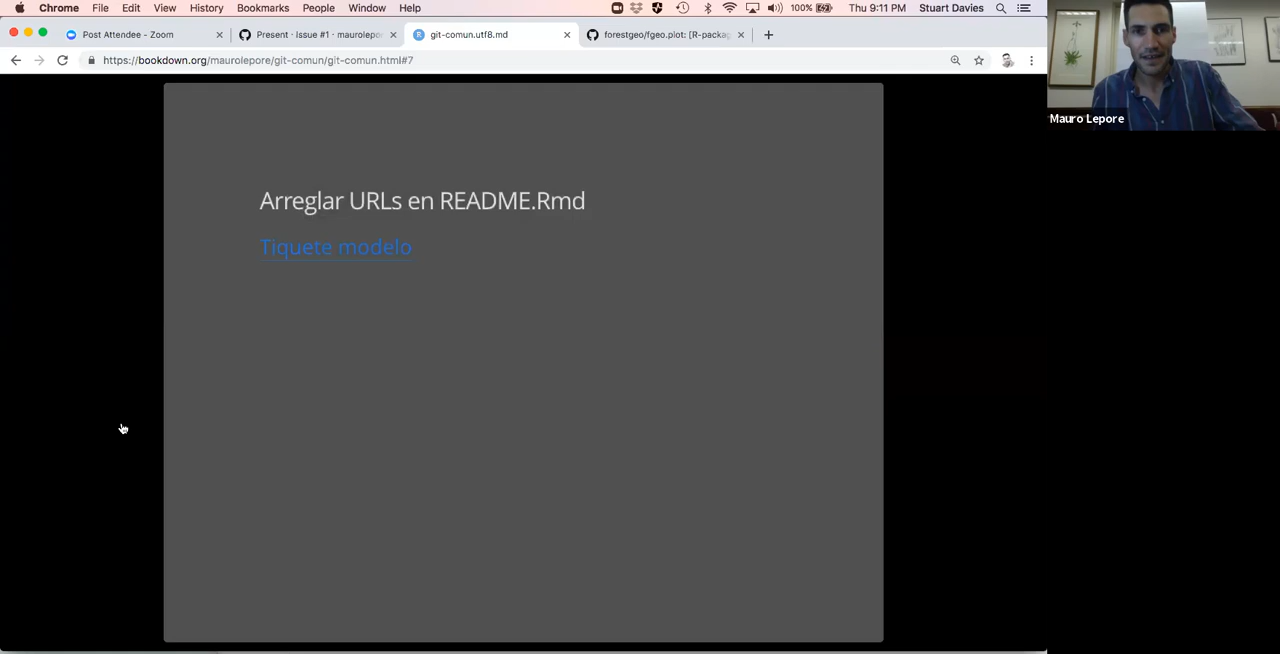 Chrome File Edit View History Bookmarks People Window Help 100% Thu 9:11 PM Stuart Davies
Post Attendee - Zoom
Present · Issue #1 · maurolepor
git-comun.utf8.md
forestgeo/fgeo.plot: [R-packag
https://bookdown.org/maurolepore/git-comun/git-comun.html#7
Mauro Lepore
Arreglar URLs en README.Rmd
Tiquete modelo